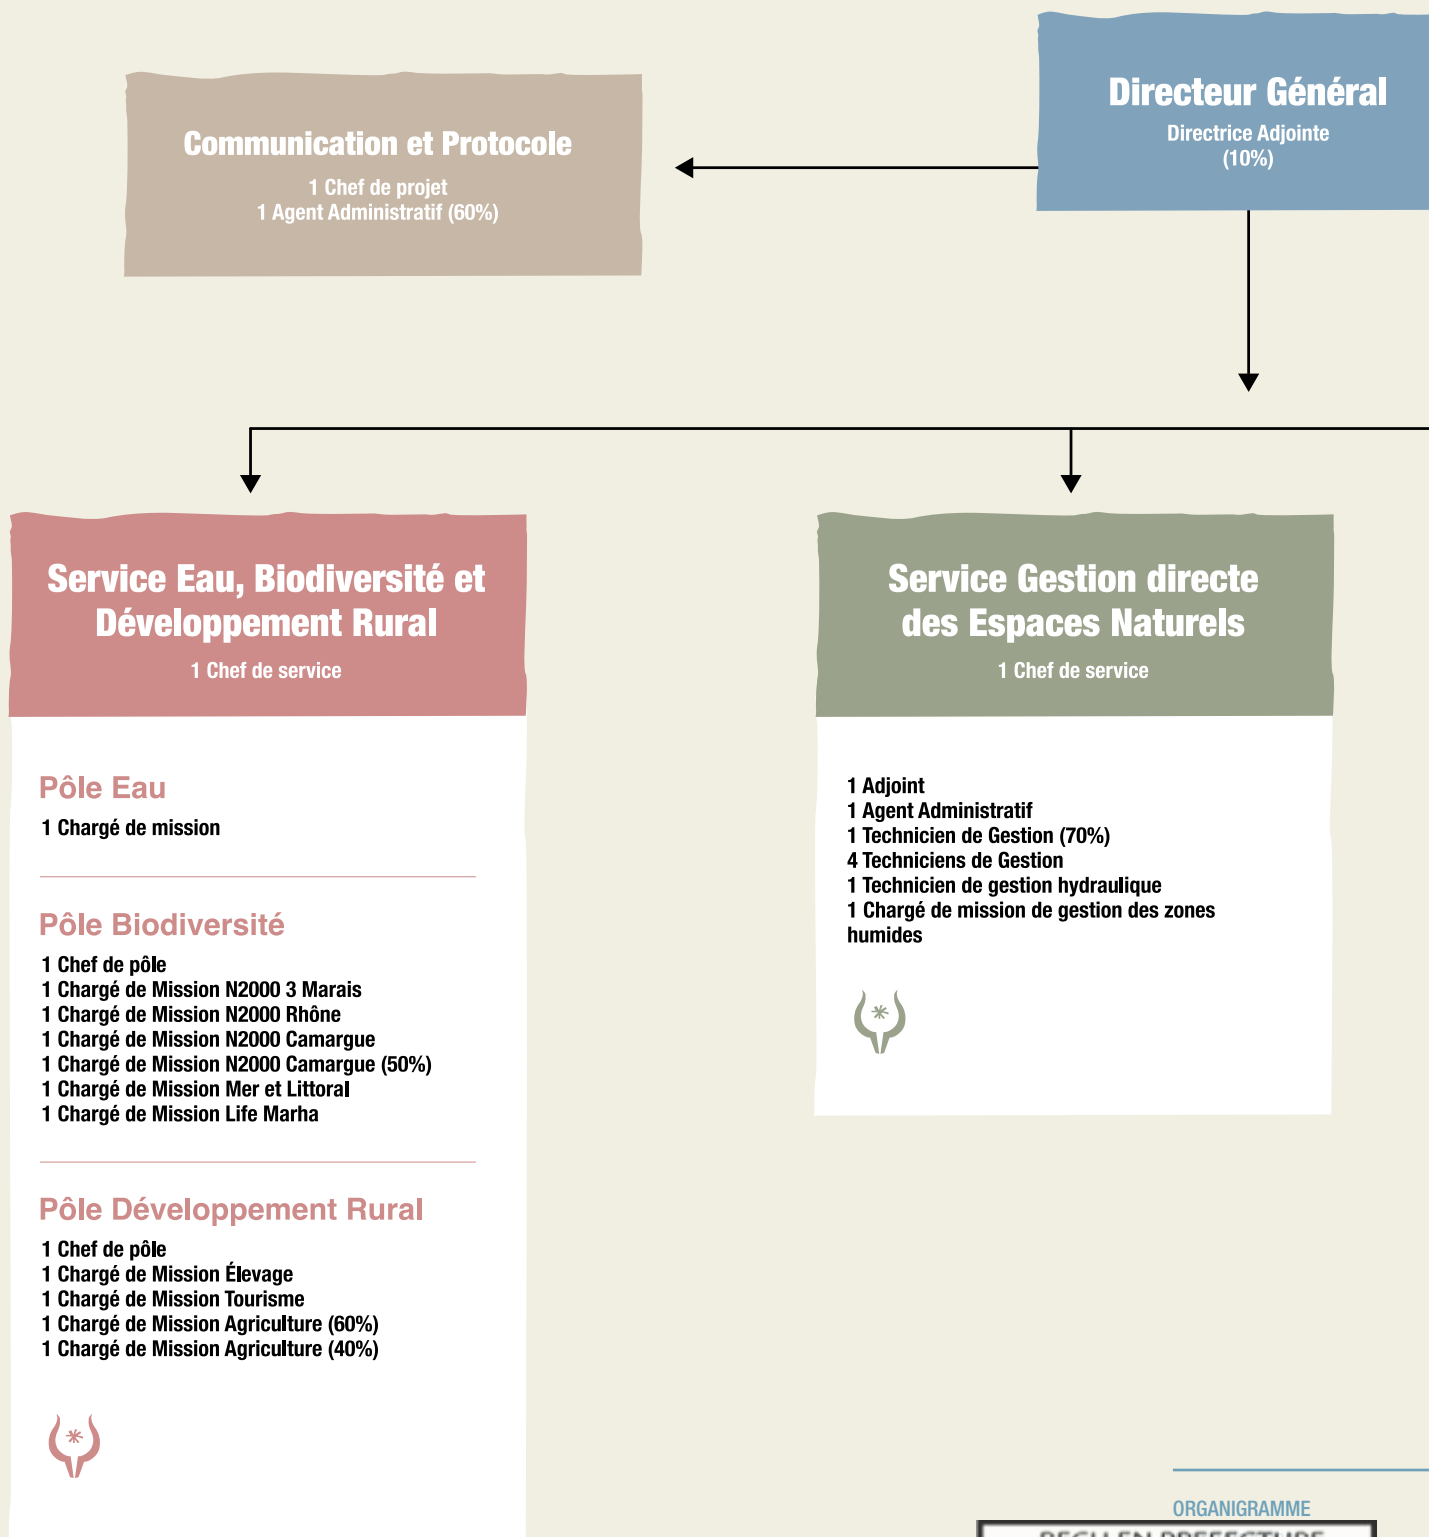 Directeur Général
Directrice Adjointe
(10%)
Communication et Protocole
1 Chef de projet
1 Agent Administratif (60%)
Service Eau, Biodiversité et
Développement Rural
1 Chef de service
Pôle Eau
1 Chargé de mission
Pôle Biodiversité
1 Chef de pôle
1 Chargé de Mission N2000 3 Marais
1 Chargé de Mission N2000 Rhône
1 Chargé de Mission N2000 Camargue
1 Chargé de Mission N2000 Camargue (50%)
1 Chargé de Mission Mer et Littoral
1 Chargé de Mission Life Marha
Pôle Développement Rural
1 Chef de pôle
1 Chargé de Mission Élevage
1 Chargé de Mission Tourisme
1 Chargé de Mission Agriculture (60%)
1 Chargé de Mission Agriculture (40%)
Service Gestion directe
des Espaces Naturels
1 Chef de service
1 Adjoint
1 Agent Administratif
1 Technicien de Gestion (70%)
4 Techniciens de Gestion
1 Technicien de gestion hydraulique
1 Chargé de mission de gestion des zones
humides
ORGANIGRAMME
RECU EN PREFECTURE